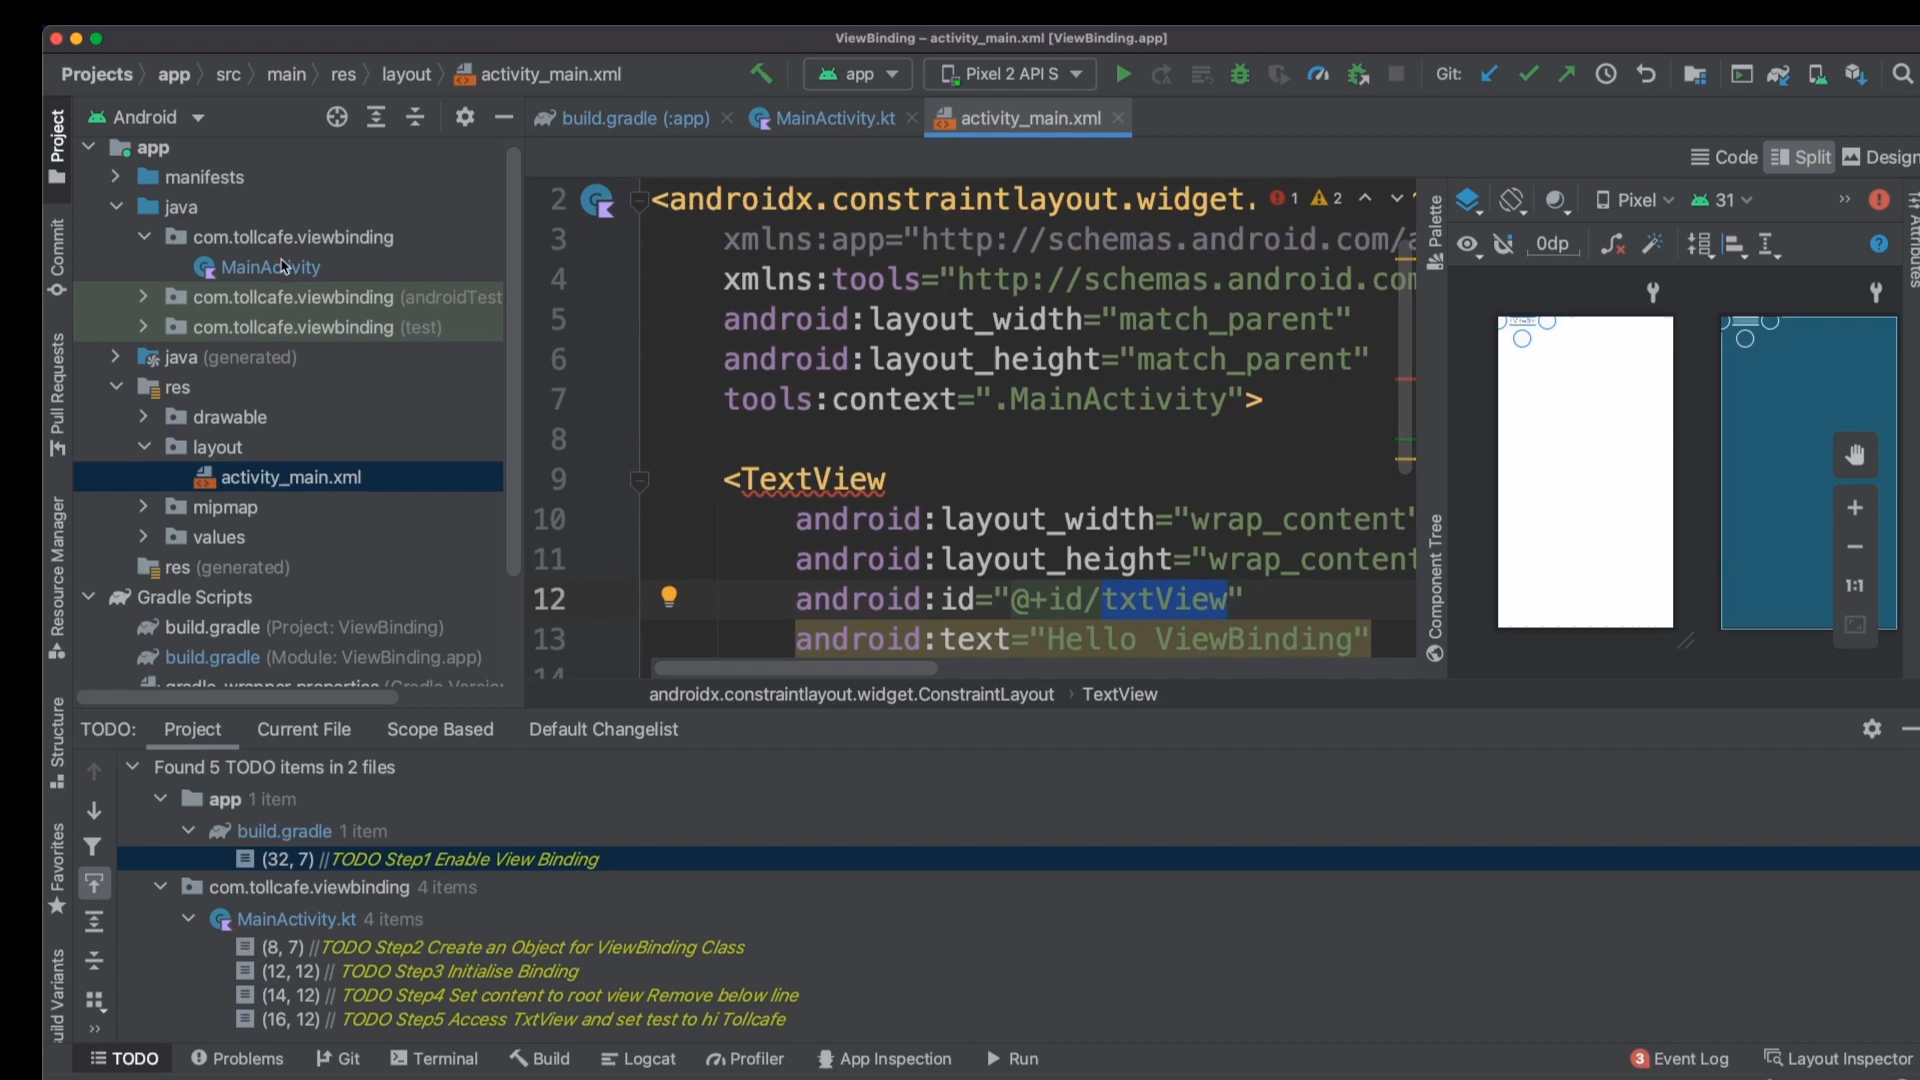 ViewBinding – activity_main.xml [ViewBinding.app]
Projects app src main res layout activity_main.xml
app
Pixel 2 API S
Git:
Project
Commit
Pull Requests
Resource Manager
Structure
Favorites
Android
app
manifests
java
com.tollcafe.viewbinding
MainActivity
com.tollcafe.viewbinding (androidTest
com.tollcafe.viewbinding (test)
java (generated)
res
drawable
layout
activity_main.xml
mipmap
values
res (generated)
Gradle Scripts
build.gradle (Project: ViewBinding)
build.gradle (Module: ViewBinding.app)
build.gradle (:app)
MainActivity.kt
activity_main.xml
Code
Split
Design
2 <androidx.constraintlayout.widget.
1 2
3 xmlns:app="http://schemas.android.com/a
4 xmlns:tools="http://schemas.android.com
5 android:layout_width="match_parent"
6 android:layout_height="match_parent"
7 tools:context=".MainActivity">
8
9 <TextView
10 android:layout_width="wrap_content"
11 android:layout_height="wrap_content
12 android:id="@+id/txtView"
13 android:text="Hello ViewBinding"
androidx.constraintlayout.widget.ConstraintLayout › TextView
Palette
Component Tree
Pixel
31
0dp
1:1
TODO: Project Current File Scope Based Default Changelist
Found 5 TODO items in 2 files
app 1 item
build.gradle 1 item
(32, 7) //TODO Step1 Enable View Binding
com.tollcafe.viewbinding 4 items
MainActivity.kt 4 items
(8, 7) //TODO Step2 Create an Object for ViewBinding Class
(12, 12) // TODO Step3 Initialise Binding
(14, 12) // TODO Step4 Set content to root view Remove below line
(16, 12) // TODO Step5 Access TxtView and set test to hi Tollcafe
TODO Problems Git Terminal Build Logcat Profiler App Inspection Run
3 Event Log Layout Inspector